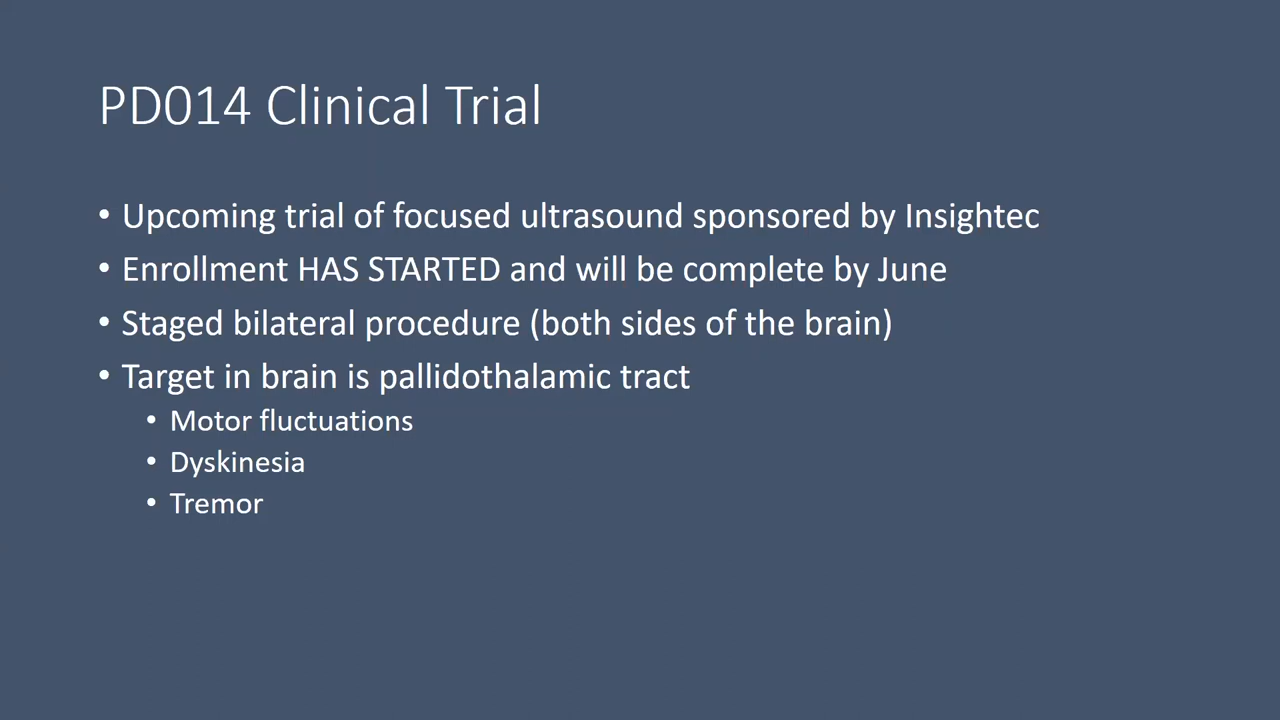 PD014 Clinical Trial
• Upcoming trial of focused ultrasound sponsored by Insightec
• Enrollment HAS STARTED and will be complete by June
• Staged bilateral procedure (both sides of the brain)
• Target in brain is pallidothalamic tract
• Motor fluctuations
• Dyskinesia
• Tremor